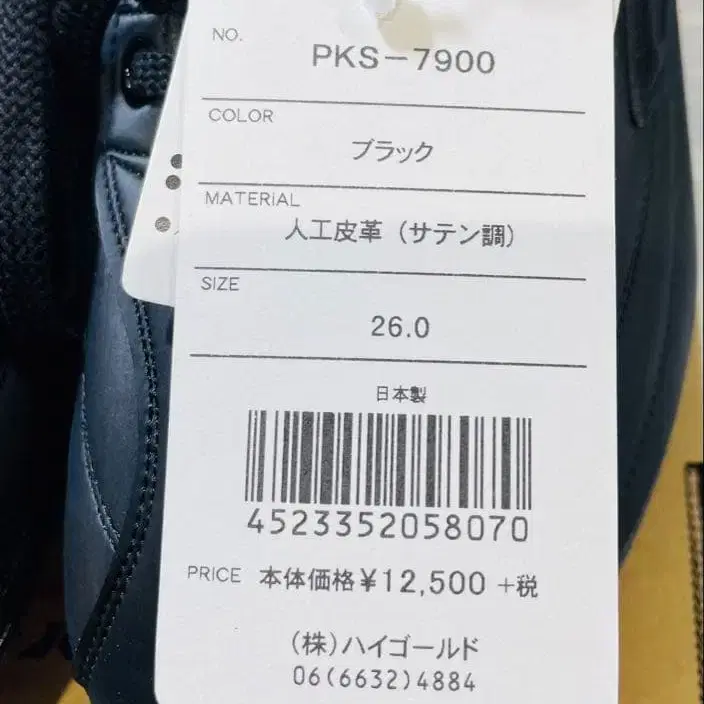 NO.
PKS-7900
COLOR
ブラック
MATERIAL
人工皮革（サテン調）
SIZE
26.0
日本製
4523352058070
PRICE 本体価格¥12,500 +税
（株）ハイゴールド
06(6632)4884